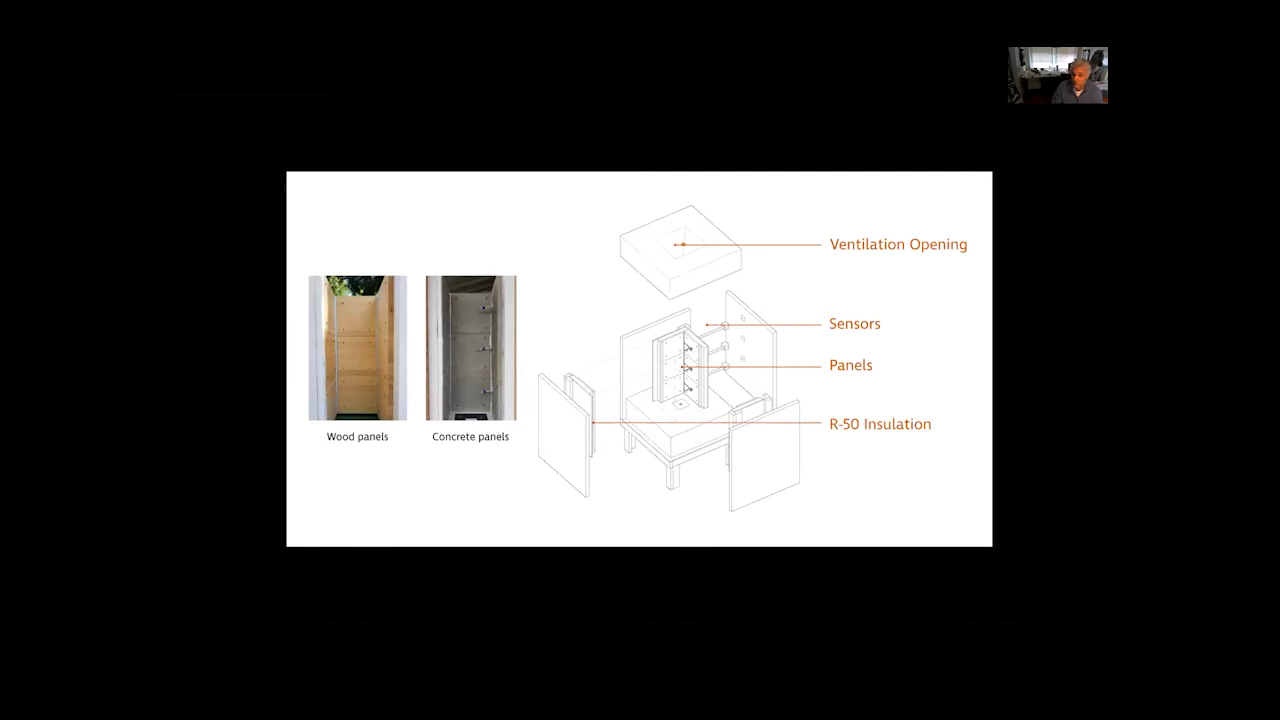 Ventilation Opening
Sensors
Panels
R-50 Insulation
Wood panels
Concrete panels